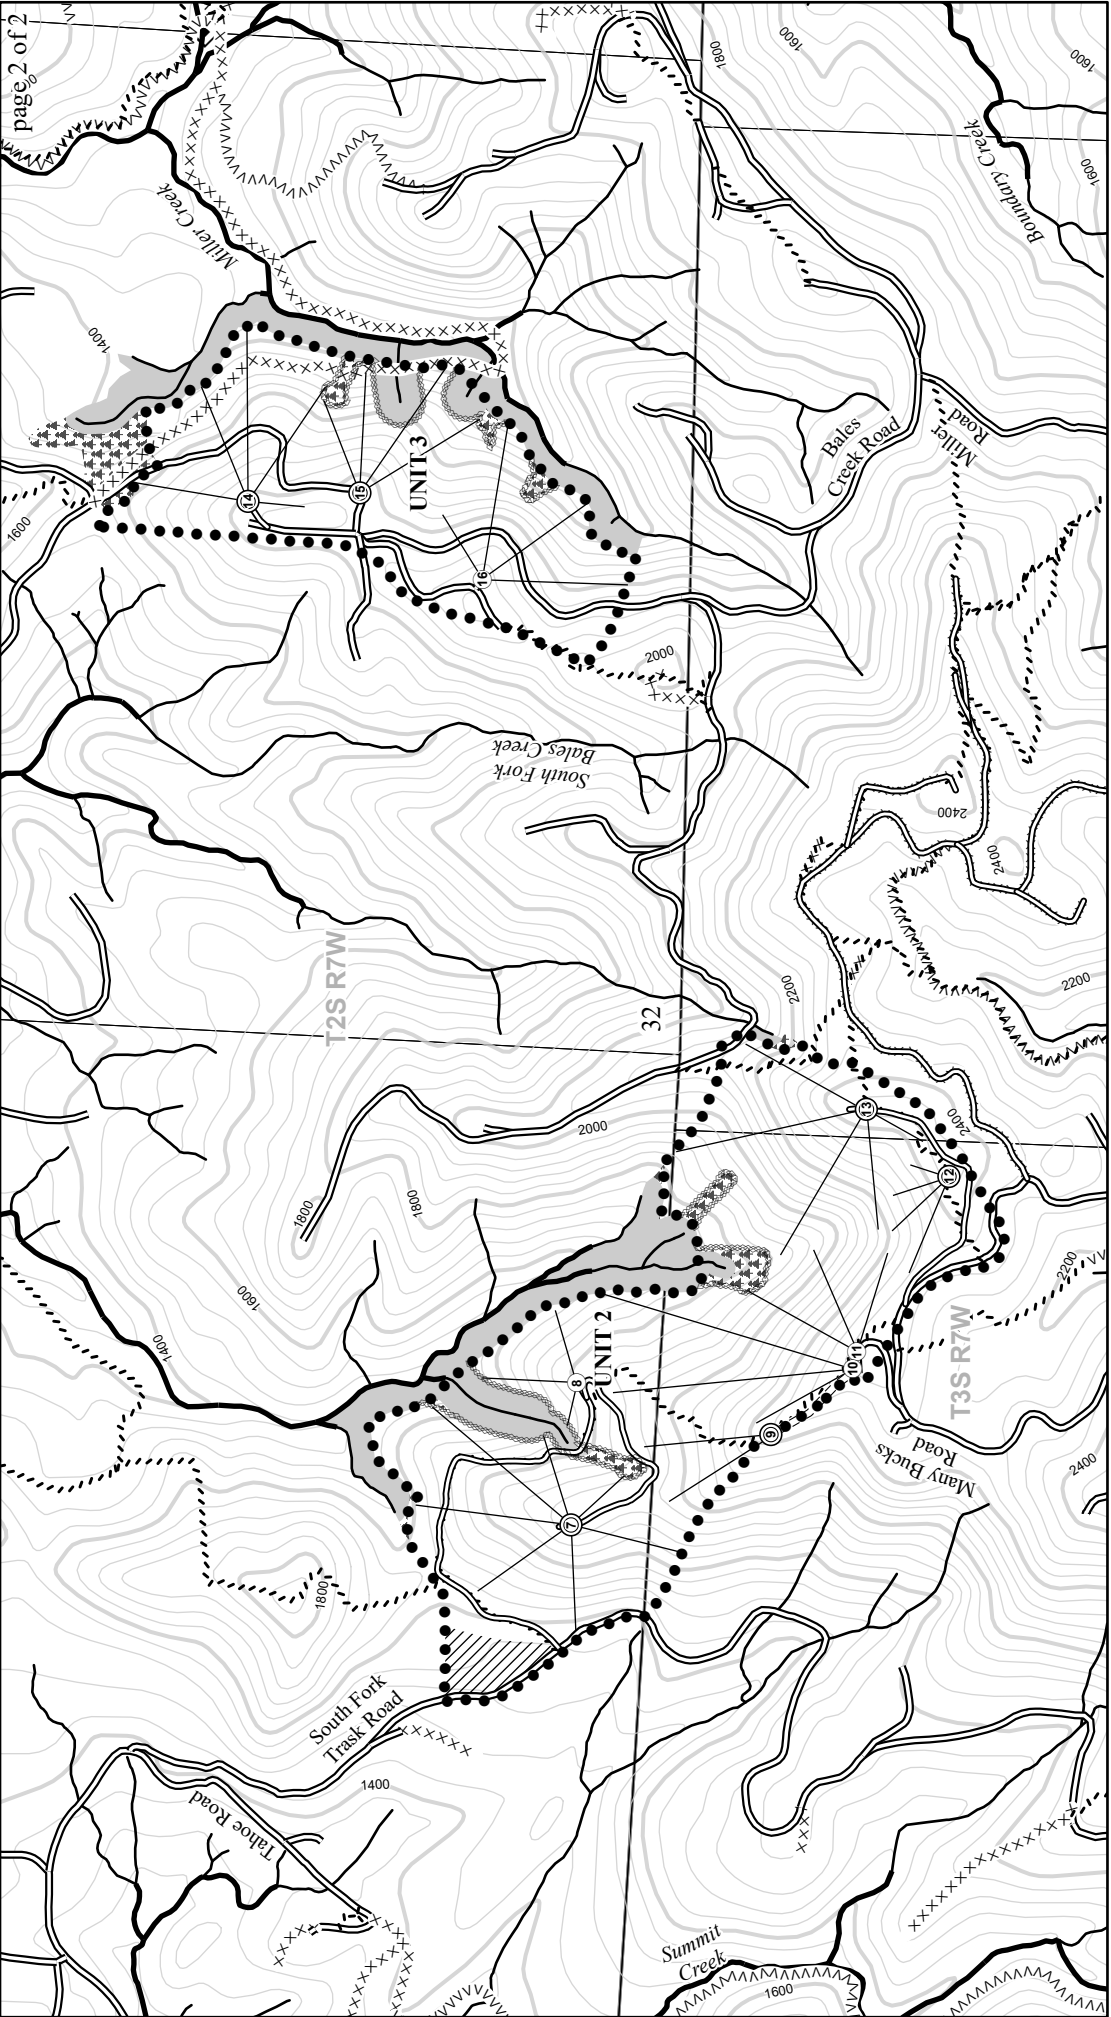 page 2 of 2
1600
1800
1600
1600
Boundary Creek
Miller Creek
1400
1600
14
15
UNIT 3
16
Bales
Creek Road
Miller
Road
2000
South Fork
Bales Creek
2400
2400
2200
T2S R7W
32
2200
2000
1800
1800
13
2400
12
1600
1400
2200
UNIT 2
8
10
11
T3S R7W
9
Many Bucks
Road
2400
7
1800
South Fork
Trask Road
1400
Tahoe Road
Summit
Creek
1600